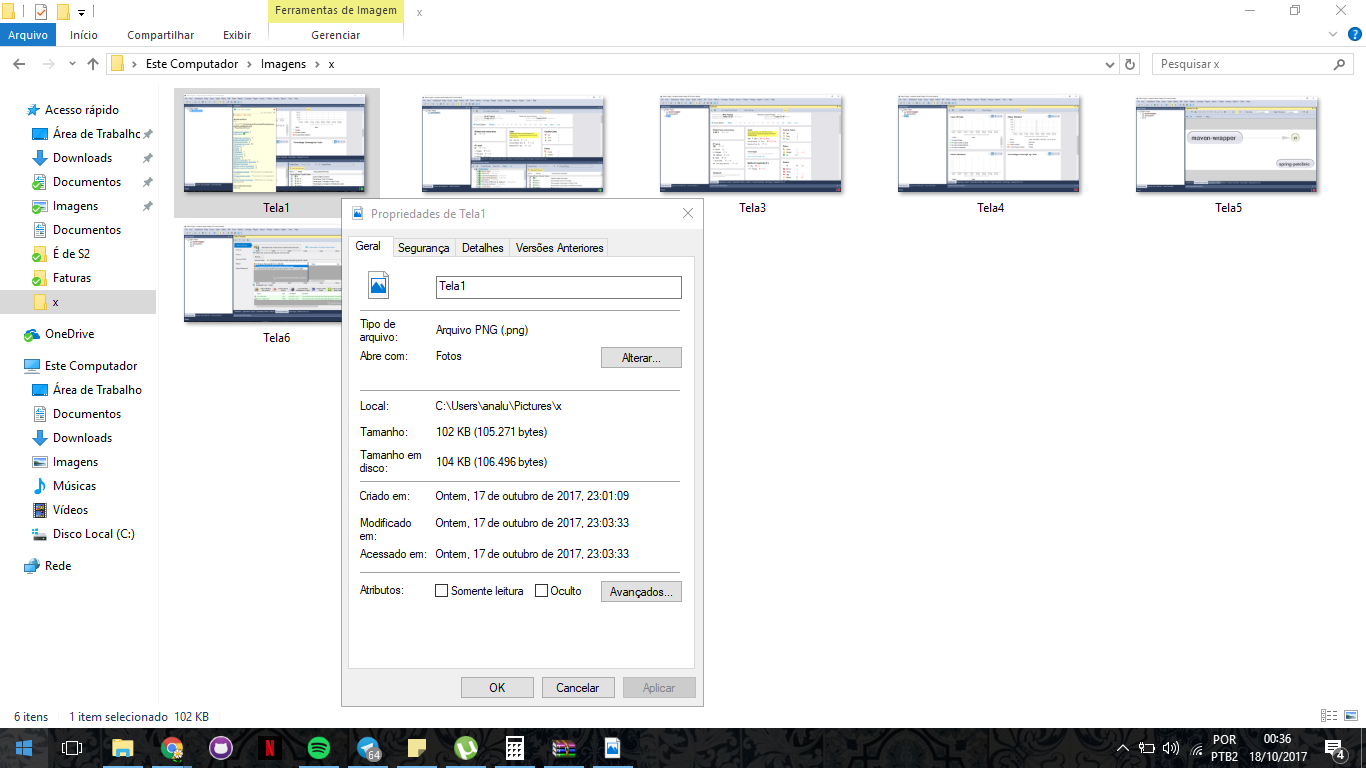 Ferramentas de Imagem
x
Arquivo
Início
Compartilhar
Exibir
Gerenciar
?
Este Computador
Imagens
x
Pesquisar x
Acesso rápido
Área de Trabalhc
Downloads
Documentos
Imagens
Documentos
É de S2
Faturas
x
OneDrive
Este Computador
Área de Trabalho
Documentos
Downloads
Imagens
Músicas
Vídeos
Disco Local (C:)
Rede
Tela1
Tela3
Tela4
maven-wrapper
Tela5
Tela6
Propriedades de Tela1
Geral
Segurança
Detalhes
Versões Anteriores
Tela1
Tipo de
arquivo:
Arquivo PNG (.png)
Abre com:
Fotos
Alterar...
Local:
C:\Users\analu\Pictures\x
Tamanho:
102 KB (105.271 bytes)
Tamanho em
disco:
104 KB (106.496 bytes)
Criado em:
Ontem, 17 de outubro de 2017, 23:01:09
Modificado
em:
Ontem, 17 de outubro de 2017, 23:03:33
Acessado em:
Ontem, 17 de outubro de 2017, 23:03:33
Atributos:
Somente leitura
Oculto
Avançados...
OK
Cancelar
Aplicar
6 itens
1 item selecionado 102 KB
N
64
POR
PTB2
00:36
18/10/2017
4